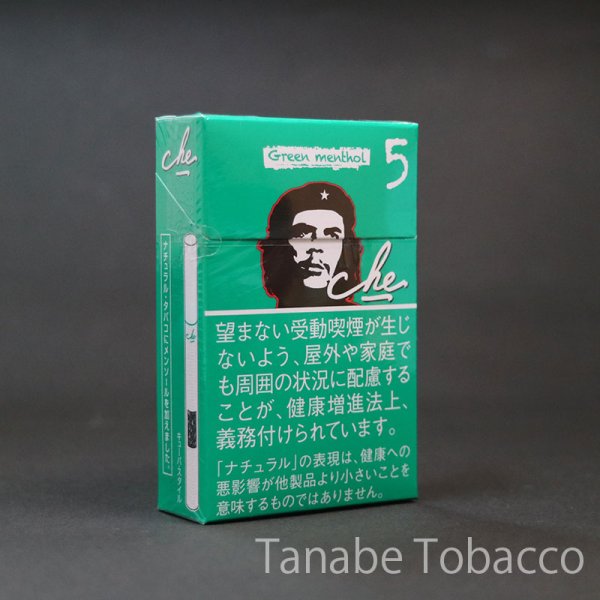 Green menthol
5
che
che
ナチュラル・タバコにメンソールを加えました。
che
キューバスタイル
望まない受動喫煙が生じ
ないよう、屋外や家庭で
も周囲の状況に配慮する
ことが、健康増進法上、
義務付けられています。
「ナチュラル」の表現は、健康への
悪影響が他製品より小さいことを
意味するものではありません。
Tanabe Tobacco